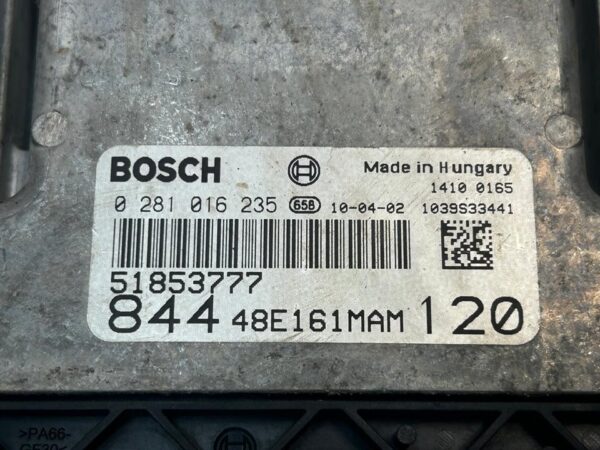 BOSCH Made in Hungary
1410 0165
0 281 016 235 658 10-04-02 1039S33441
51853777
844 48E161MAM 120
>PA66-
GF30<